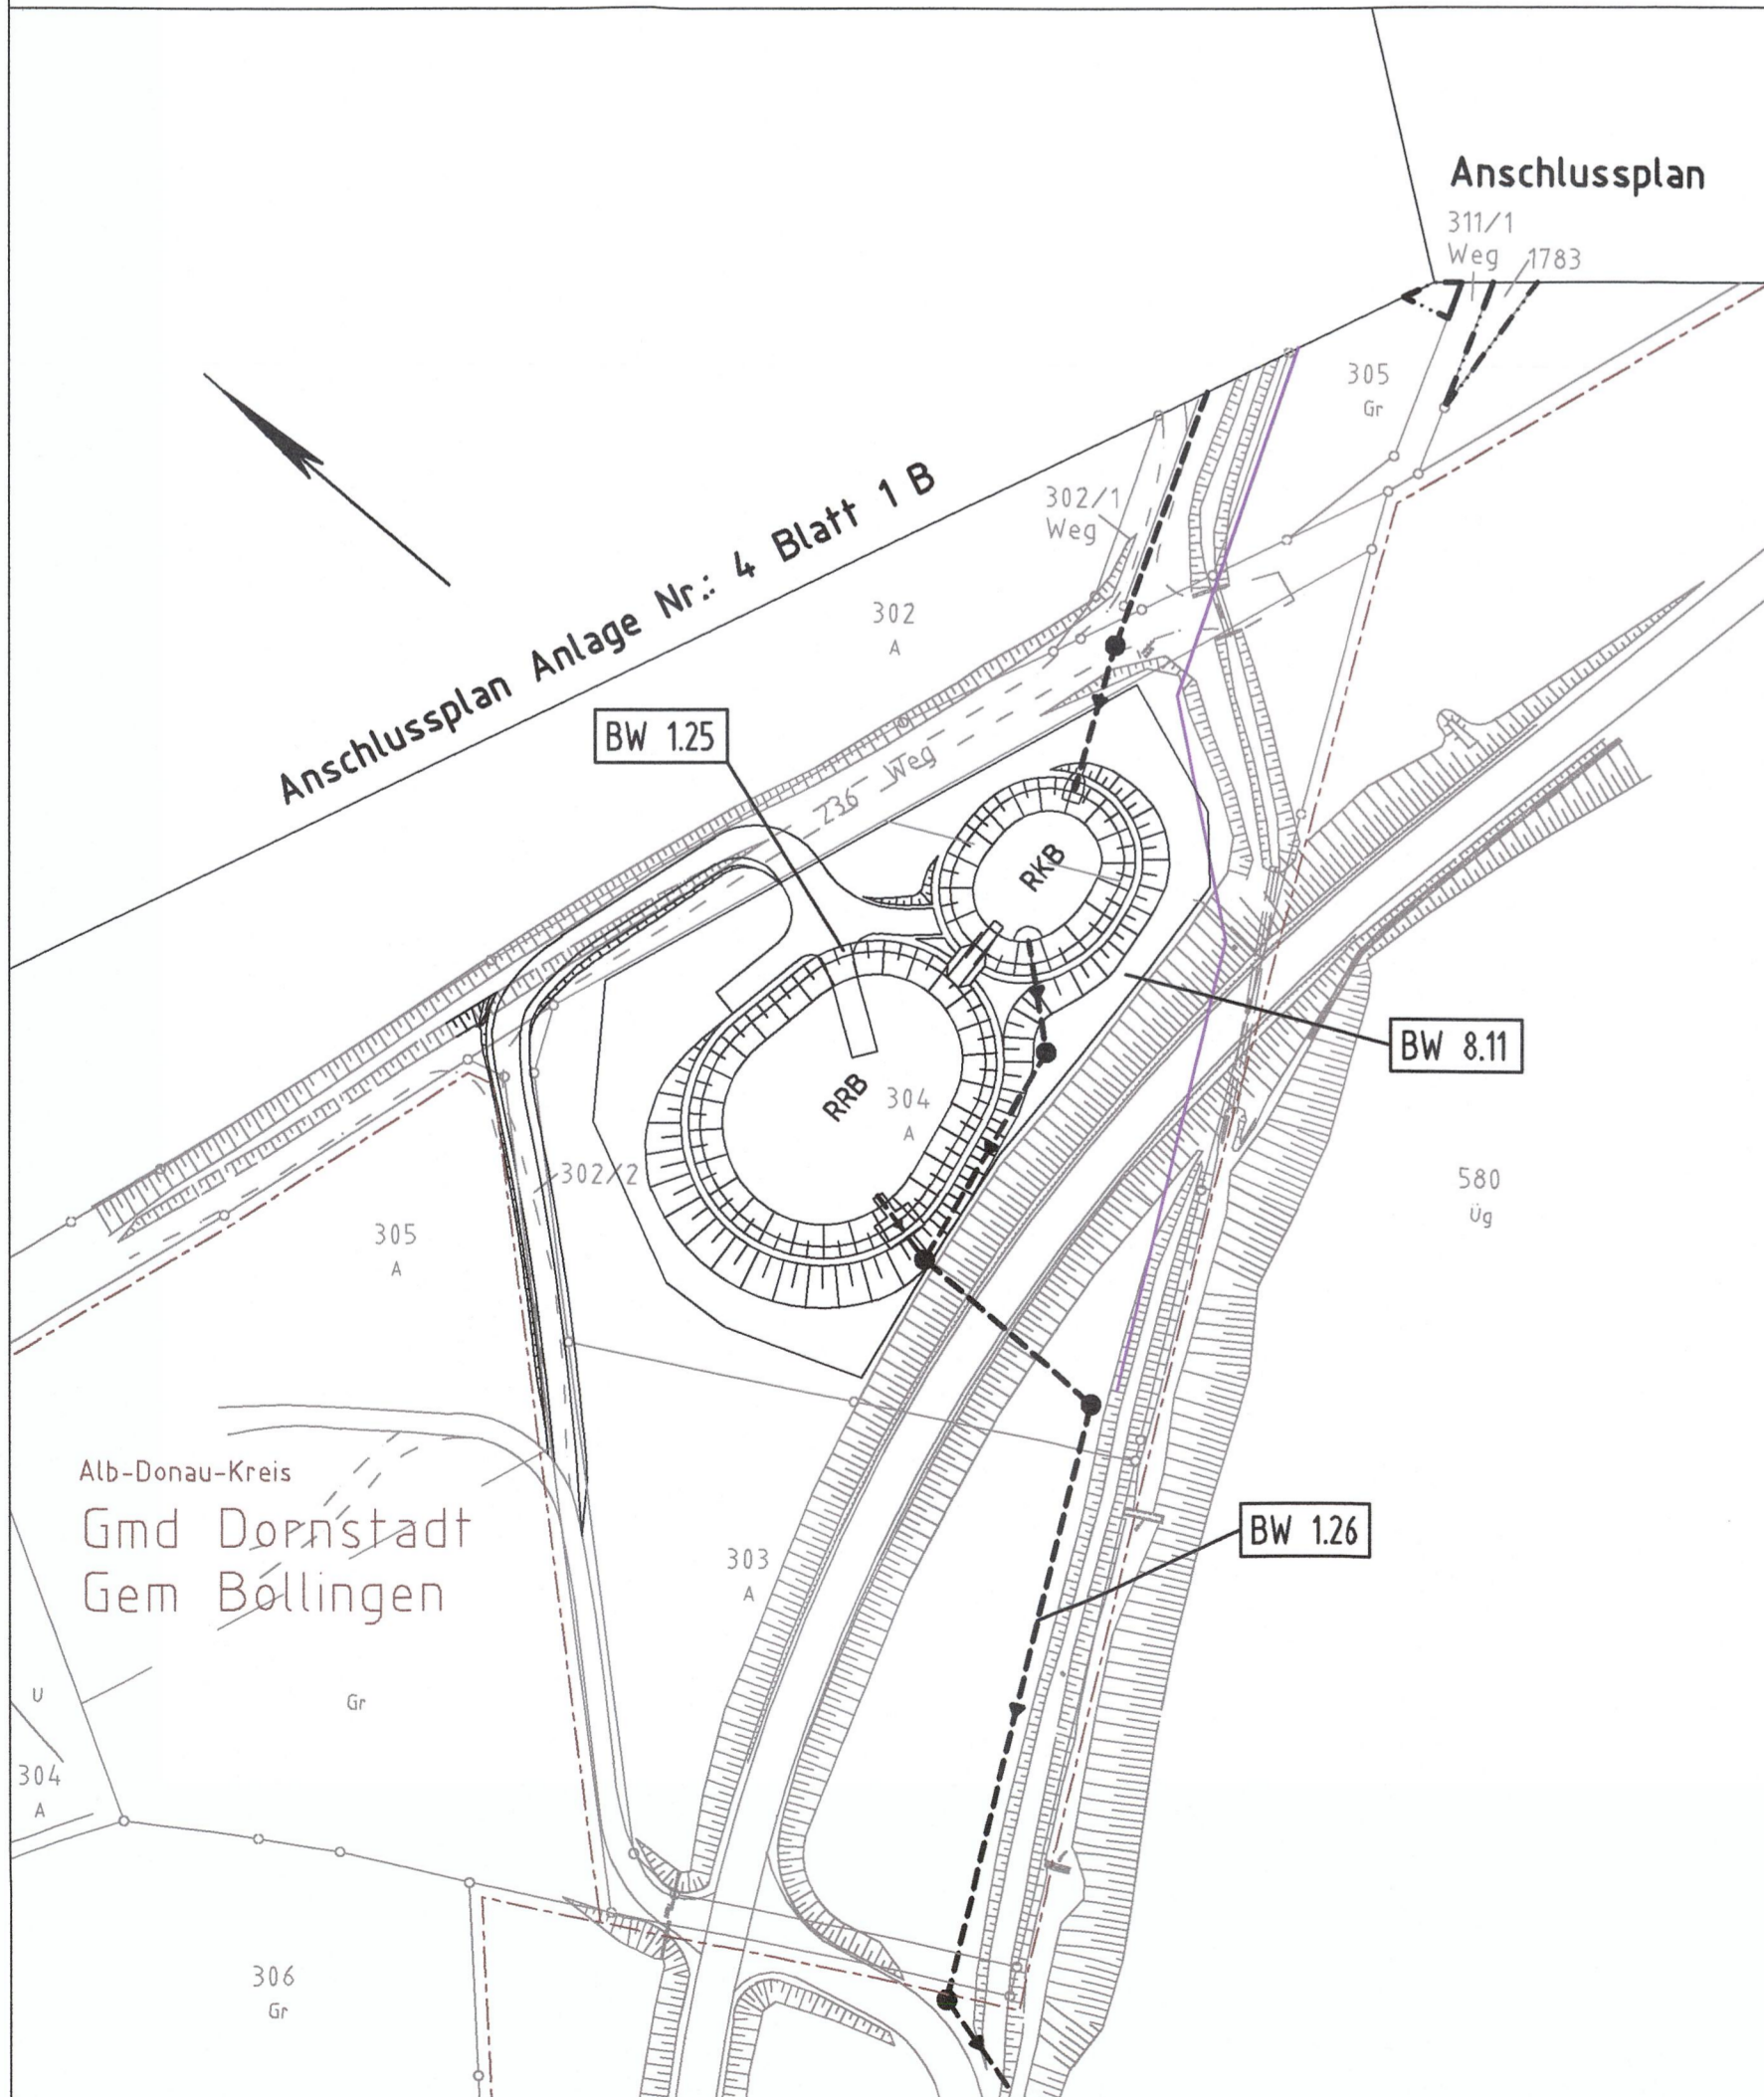 Anschlussplan
311/1
Weg
1783
305
Gr
Anschlussplan Anlage Nr.: 4 Blatt 1 B
302/1
Weg
302
A
BW 1.25
236 Weg
RKB
BW 8.11
RRB
304
A
302/2
580
Üg
305
A
Alb-Donau-Kreis
Gmd Dornstadt
Gem Bollingen
BW 1.26
303
A
U
Gr
304
A
306
Gr